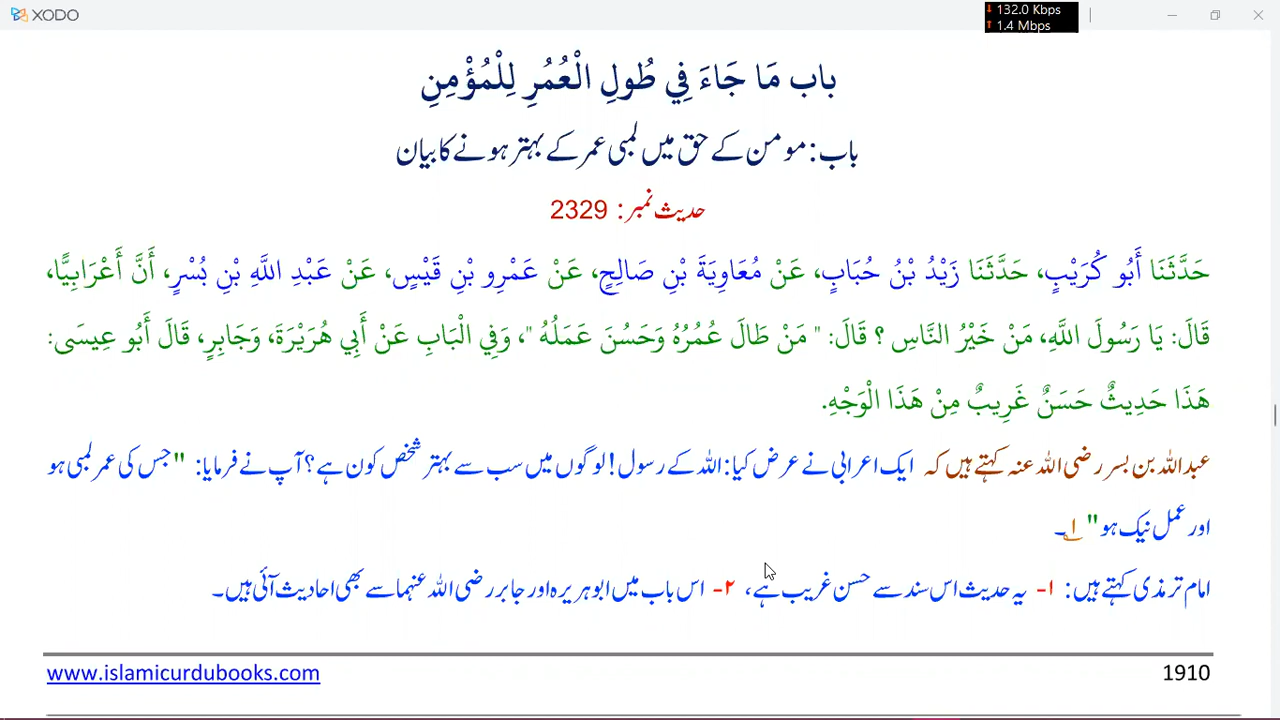 XODO
132.0 Kbps
1.4 Mbps
باب مَا جَاءَ فِي طُولِ الْعُمُرِ لِلْمُؤْمِنِ
باب: مومن کے حق میں لمبی عمر کے بہتر ہونے کا بیان
حدیث نمبر: 2329
حَدَّثَنَا أَبُو كُرَيْبٍ، حَدَّثَنَا زَيْدُ بْنُ حُبَابٍ، عَنْ مُعَاوِيَةَ بْنِ صَالِحٍ، عَنْ عَمْرِو بْنِ قَيْسٍ، عَنْ عَبْدِ اللَّهِ بْنِ بُسْرٍ، أَنَّ أَعْرَابِيًّا،
قَالَ: يَا رَسُولَ اللَّهِ، مَنْ خَيْرُ النَّاسِ ؟ قَالَ: " مَنْ طَالَ عُمُرُهُ وَحَسُنَ عَمَلُهُ "، وَفِي الْبَابِ عَنْ أَبِي هُرَيْرَةَ، وَجَابِرٍ، قَالَ أَبُو عِيسَى:
هَذَا حَدِيثٌ حَسَنٌ غَرِيبٌ مِنْ هَذَا الْوَجْهِ.
عبداللہ بن بسر رضی اللہ عنہ کہتے ہیں کہ ایک اعرابی نے عرض کیا: اللہ کے رسول! لوگوں میں سب سے بہتر شخص کون ہے؟ آپ نے فرمایا: "جس کی عمر لمبی ہو
اور عمل نیک ہو" ۱؎۔
امام ترمذی کہتے ہیں: ۱- یہ حدیث اس سند سے حسن غریب ہے، ۲- اس باب میں ابوہریرہ اور جابر رضی اللہ عنہما سے بھی احادیث آئی ہیں۔
www.islamicurdubooks.com
1910